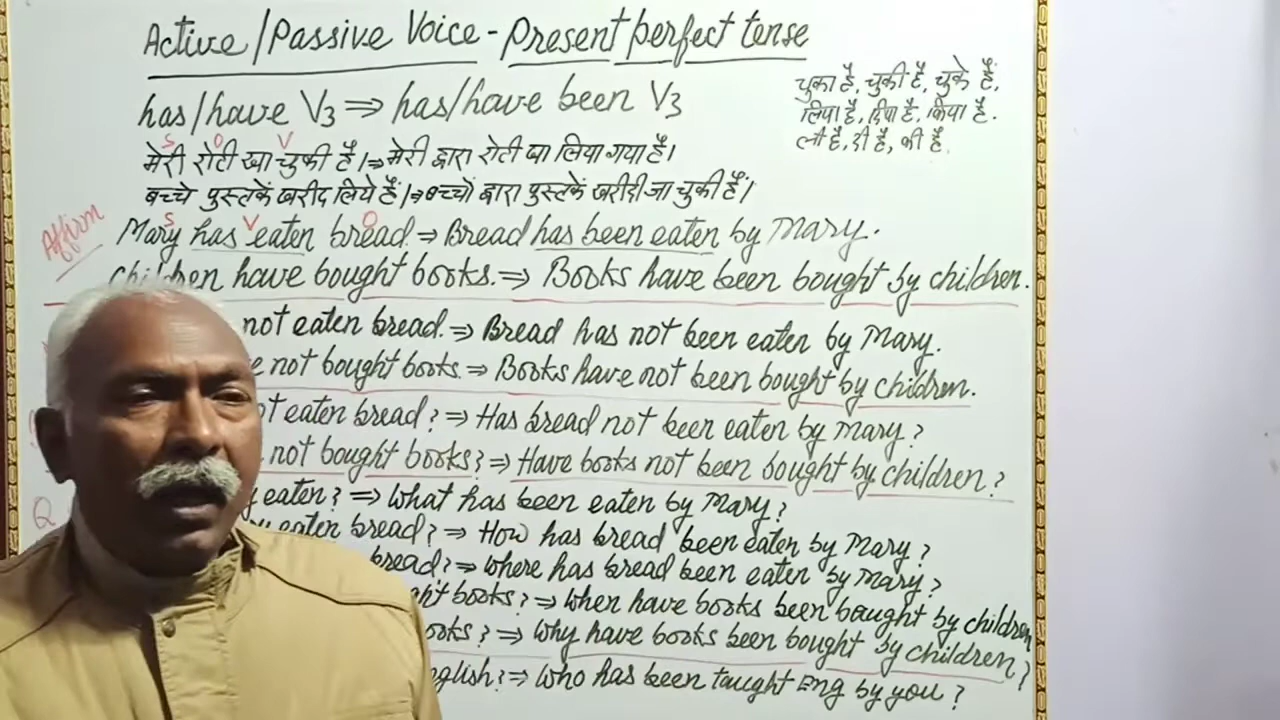 Active/Passive Voice - Present perfect tense
has/have V3 ⇒ has/have been V3
चुका है, चुकी है, चुके हैं,
लिया है, दिया है, किया है.
ली है, दी है, की है.
S O V
मेरी रोटी खा चुकी है।⇒मेरी द्वारा रोटी खा लिया गया है।
बच्चे पुस्तकें खरीद लिये हैं।⇒बच्चों द्वारा पुस्तकें खरीदी जा चुकी हैं।
Affirm
S V O
Mary has eaten bread. ⇒ Bread has been eaten by Mary.
Children have bought books. ⇒ Books have been bought by children.
not eaten bread. ⇒ Bread has not been eaten by Mary.
not bought books. ⇒ Books have not been bought by children.
eaten bread? ⇒ Has bread not been eaten by Mary?
not bought books? ⇒ Have books not been bought by children?
Q
eaten? ⇒ What has been eaten by Mary?
eaten bread? ⇒ How has bread been eaten by Mary?
bread? ⇒ Where has bread been eaten by Mary?
books? ⇒ When have books been bought by children
? ⇒ Why have books been bought by children?
? ⇒ Who has been taught Eng by you?